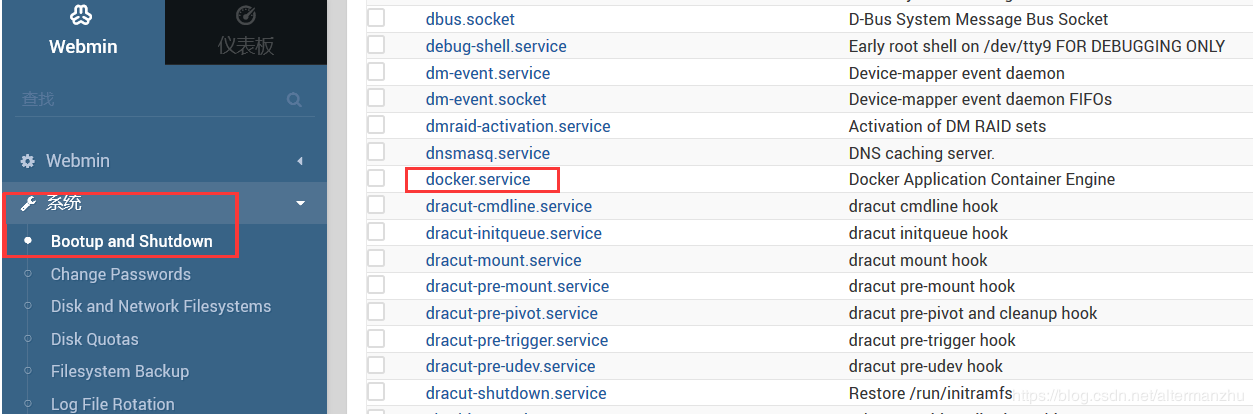 Webmin
仪表板
查找
Webmin
系统
Bootup and Shutdown
Change Passwords
Disk and Network Filesystems
Disk Quotas
Filesystem Backup
Log File Rotation
dbus.socket D-Bus System Message Bus Socket
debug-shell.service Early root shell on /dev/tty9 FOR DEBUGGING ONLY
dm-event.service Device-mapper event daemon
dm-event.socket Device-mapper event daemon FIFOs
dmraid-activation.service Activation of DM RAID sets
dnsmasq.service DNS caching server.
docker.service Docker Application Container Engine
dracut-cmdline.service dracut cmdline hook
dracut-initqueue.service dracut initqueue hook
dracut-mount.service dracut mount hook
dracut-pre-mount.service dracut pre-mount hook
dracut-pre-pivot.service dracut pre-pivot and cleanup hook
dracut-pre-trigger.service dracut pre-trigger hook
dracut-pre-udev.service dracut pre-udev hook
dracut-shutdown.service Restore /run/initramfs
https://blog.csdn.net/altermanzhu